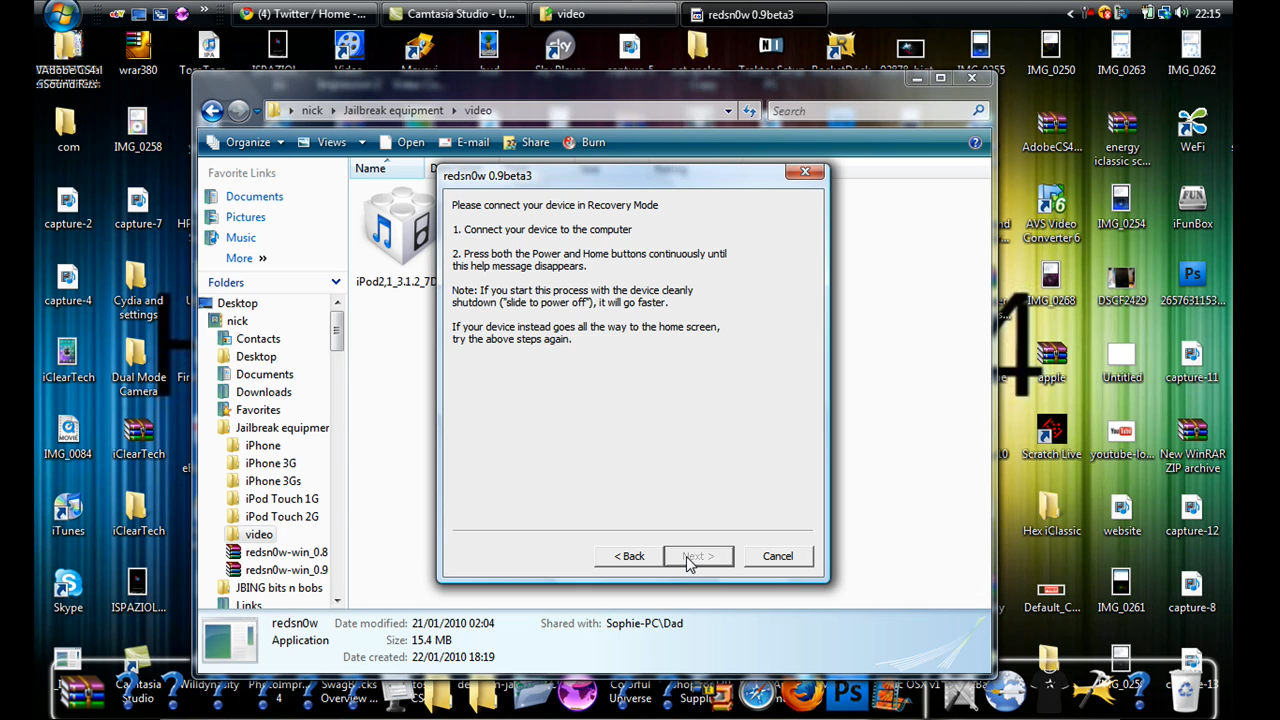 (4) Twitter / Home - ...
Camtasia Studio - U...
video
redsn0w 0.9beta3
22:15
wrar380
IMG_0250
IMG_0263
IMG_0262
nick
Jailbreak equipment
video
Search
Organize
Views
Open
E-mail
Share
Burn
Favorite Links
Documents
Pictures
Music
More »
Folders
Desktop
nick
Contacts
Desktop
Documents
Downloads
Favorites
Jailbreak equipmer
iPhone
iPhone 3G
iPhone 3Gs
iPod Touch 1G
iPod Touch 2G
video
redsn0w-win_0.8
redsn0w-win_0.9
JBING bits n bobs
Links
Name
iPod2,1_3.1.2_7D
redsn0w 0.9beta3
Please connect your device in Recovery Mode
1. Connect your device to the computer
2. Press both the Power and Home buttons continuously until
this help message disappears.
Note: If you start this process with the device cleanly
shutdown ("slide to power off"), it will go faster.
If your device instead goes all the way to the home screen,
try the above steps again.
< Back
Next >
Cancel
redsn0w
Application
Date modified: 21/01/2010 02:04
Size: 15.4 MB
Date created: 22/01/2010 18:19
Shared with: Sophie-PC\Dad
com
IMG_0258
capture-2
capture-7
capture-4
Cydia and
settings
iClearTech
Dual Mode
Camera
IMG_0084
iClearTech
iTunes
iClearTech
Skype
ISPAZIOL...
AdobeCS4...
energy
iclassic sc...
WeFi
AVS Video
Converter 6
IMG_0254
iFunBox
IMG_0268
DSCF2429
2657631153...
apple
Untitled
capture-11
Scratch Live
youtube-lo...
New WinRAR
ZIP archive
Hex iClassic
website
capture-12
Default_C...
IMG_0261
capture-8
Camtasia
Studio